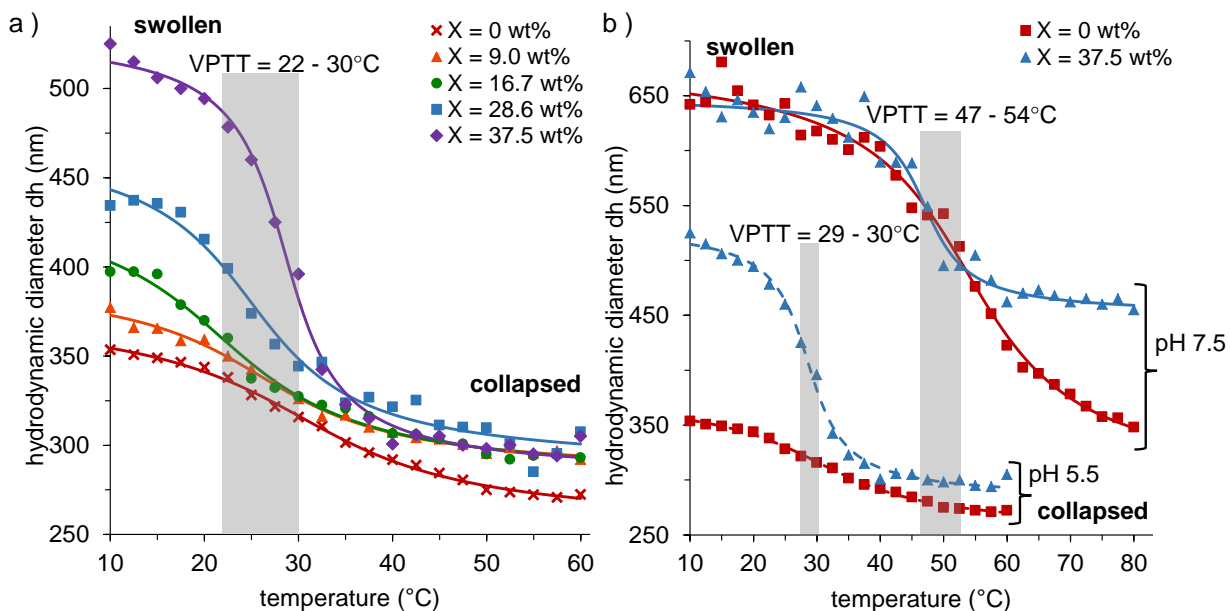 a )
swollen
VPTT = 22 - 30°C
X = 0 wt%
X = 9.0 wt%
X = 16.7 wt%
X = 28.6 wt%
X = 37.5 wt%
collapsed
hydrodynamic diameter dh (nm)
500
450
400
350
300
250
10
20
30
40
50
60
temperature (°C)
b )
swollen
X = 0 wt%
X = 37.5 wt%
VPTT = 47 - 54°C
VPTT = 29 - 30°C
pH 7.5
pH 5.5
collapsed
hydrodynamic diameter dh (nm)
650
550
450
350
250
10
20
30
40
50
60
70
80
temperature (°C)